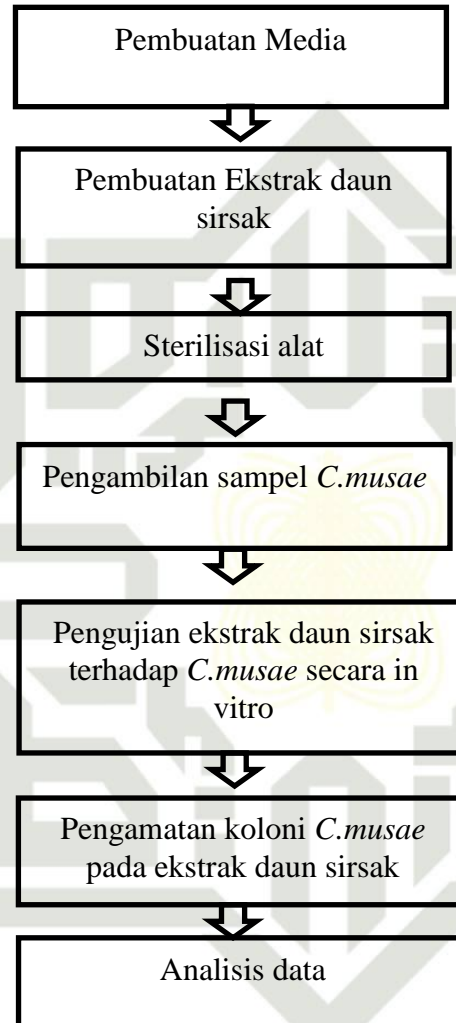 Pembuatan Media
Pembuatan Ekstrak daun
sirsak
Sterilisasi alat
Pengambilan sampel C.musae
Pengujian ekstrak daun sirsak
terhadap C.musae secara in
vitro
Pengamatan koloni C.musae
pada ekstrak daun sirsak
Analisis data